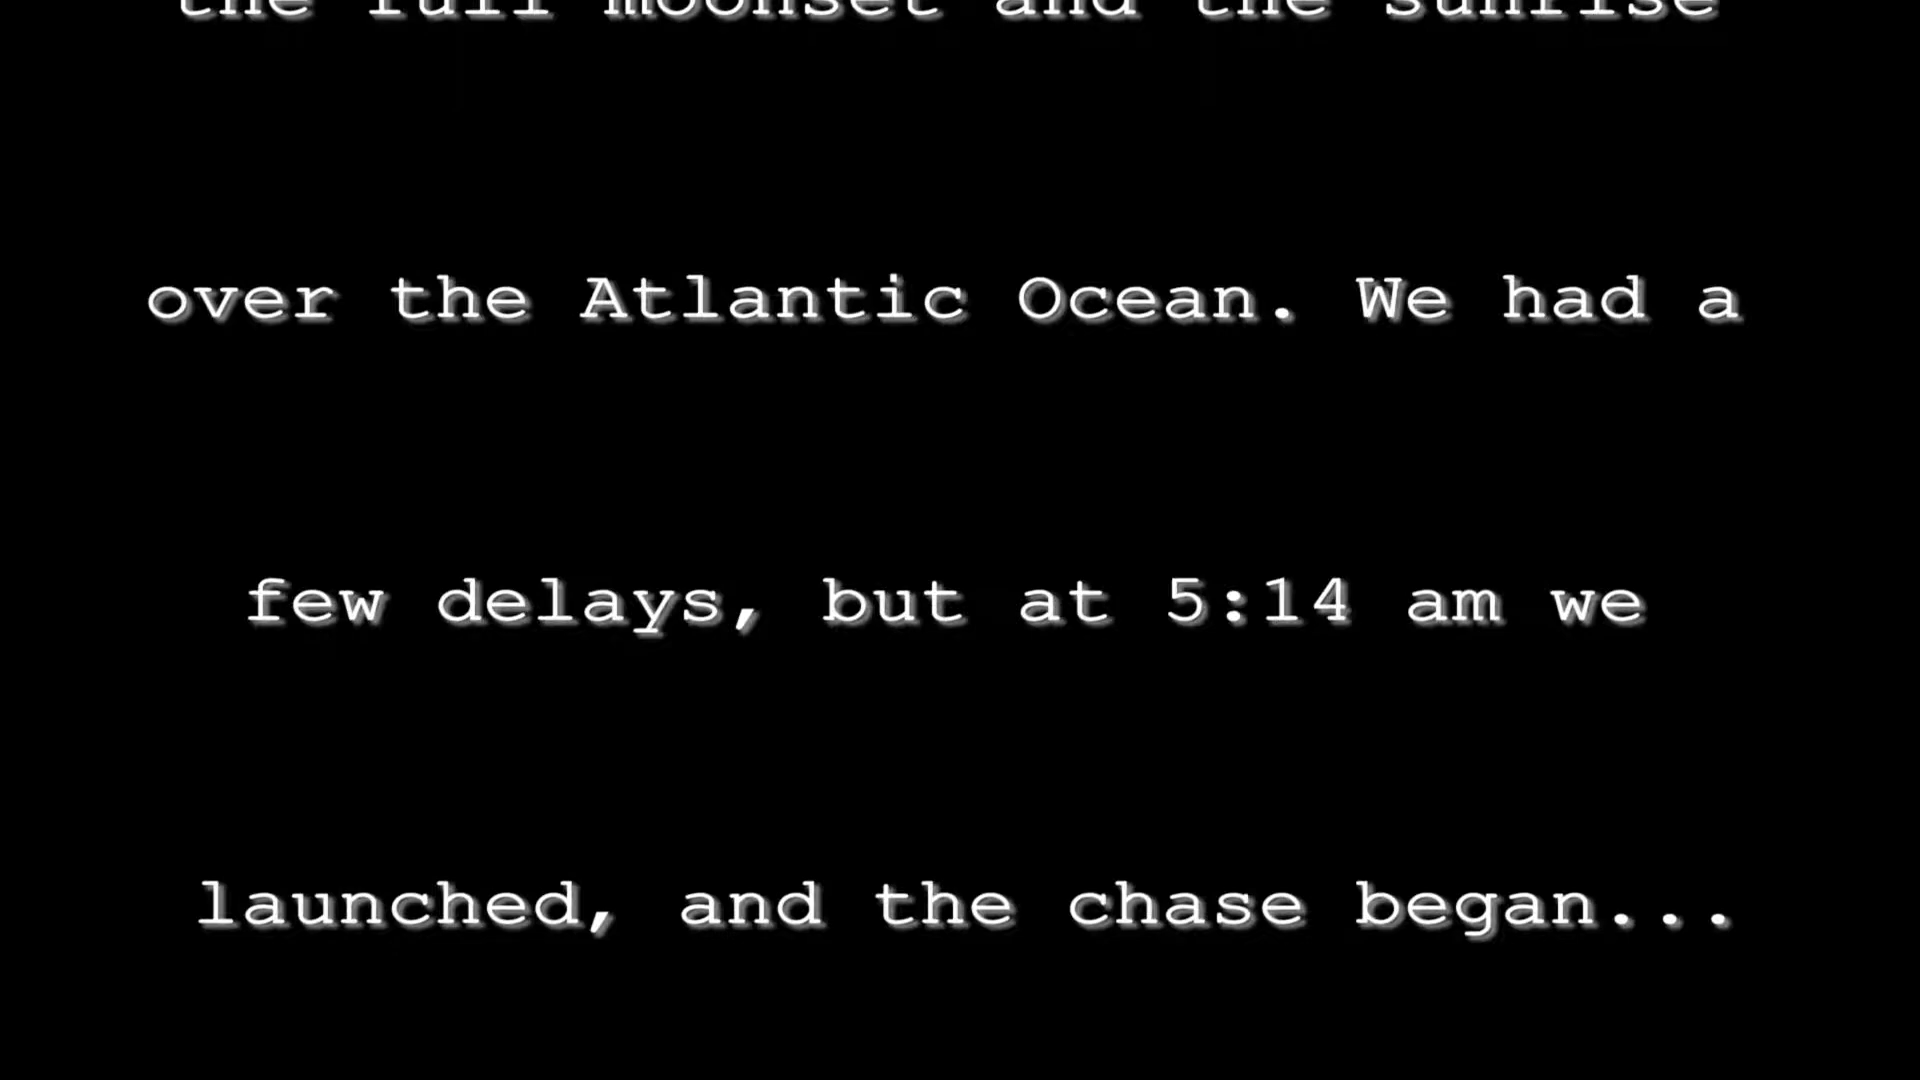 the full moonset and the sunrise
over the Atlantic Ocean. We had a
few delays, but at 5:14 am we
launched, and the chase began...